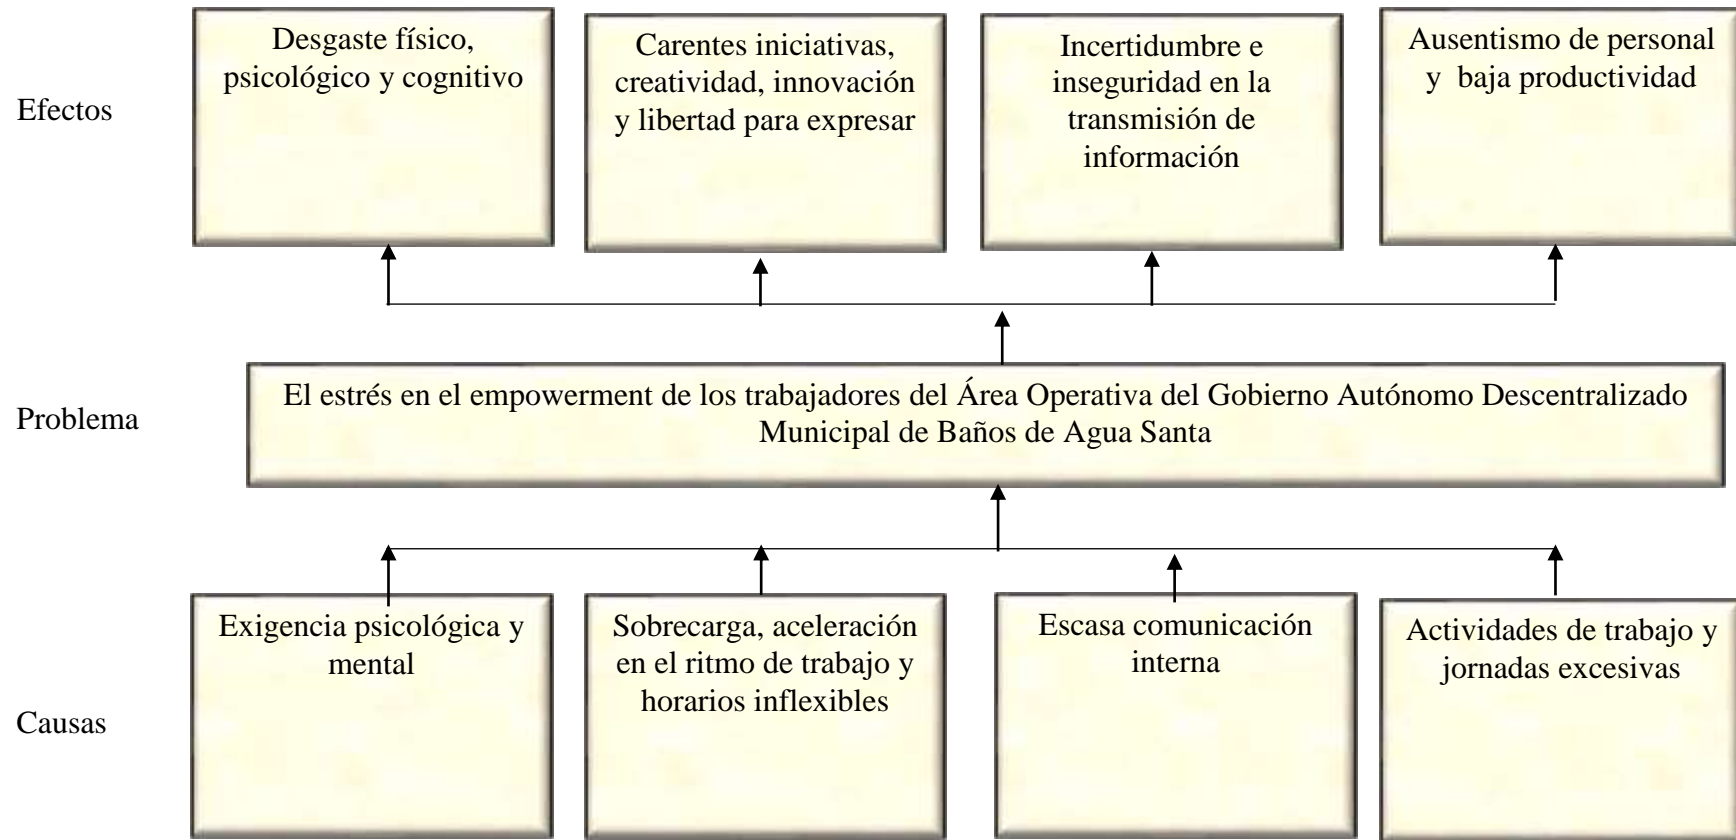 Efectos
Desgaste físico,
psicológico y cognitivo
Carentes iniciativas,
creatividad, innovación
y libertad para expresar
Incertidumbre e
inseguridad en la
transmisión de
información
Ausentismo de personal
y baja productividad
Problema
El estrés en el empowerment de los trabajadores del Área Operativa del Gobierno Autónomo Descentralizado
Municipal de Baños de Agua Santa
Causas
Exigencia psicológica y
mental
Sobrecarga, aceleración
en el ritmo de trabajo y
horarios inflexibles
Escasa comunicación
interna
Actividades de trabajo y
jornadas excesivas